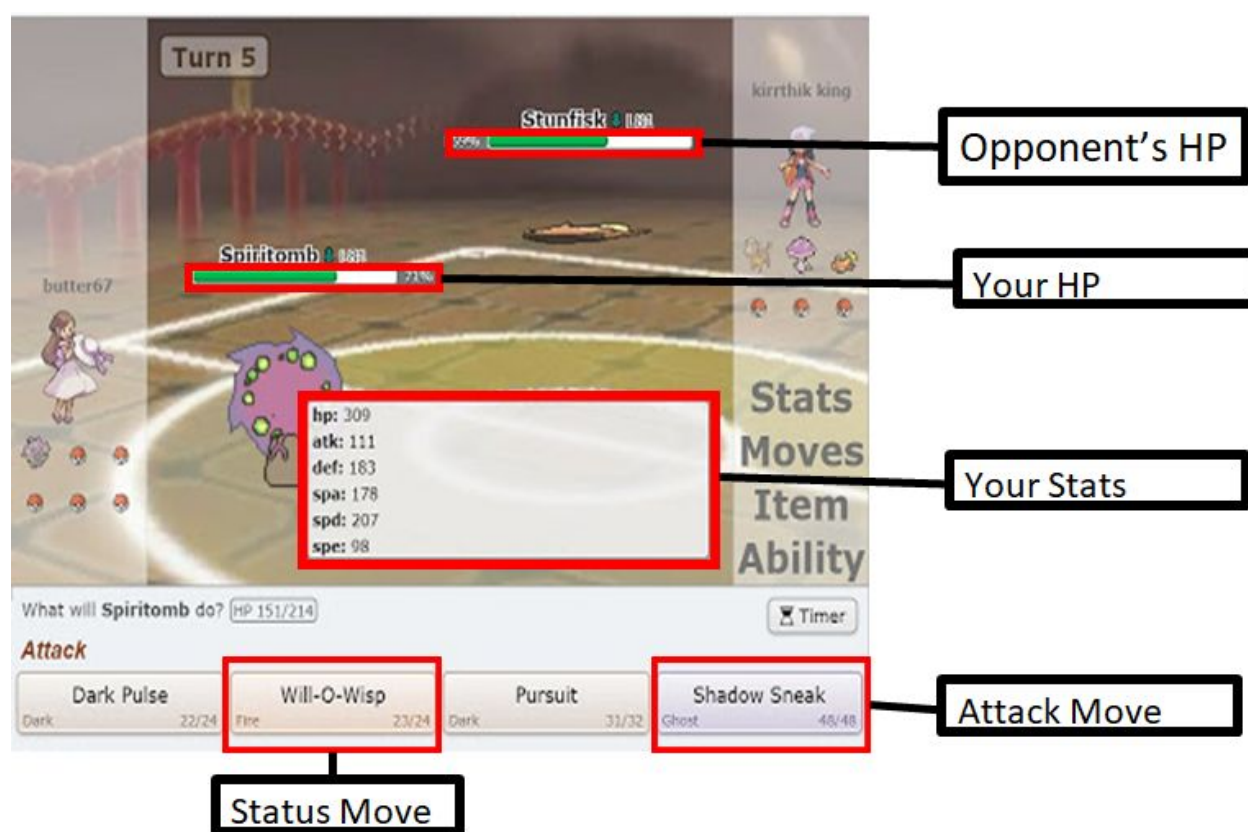 Turn 5
kirrthik king
Stunfisk L81
Opponent's HP
Spiritomb L81
71%
Your HP
butter67
hp: 309
atk: 111
def: 183
spa: 178
spd: 207
spe: 98
Stats
Moves
Item
Ability
Your Stats
What will Spiritomb do? HP 151/214
Timer
Attack
Dark Pulse
Dark 22/24
Will-O-Wisp
Fire 23/24
Pursuit
Dark 31/32
Shadow Sneak
Ghost 48/48
Attack Move
Status Move